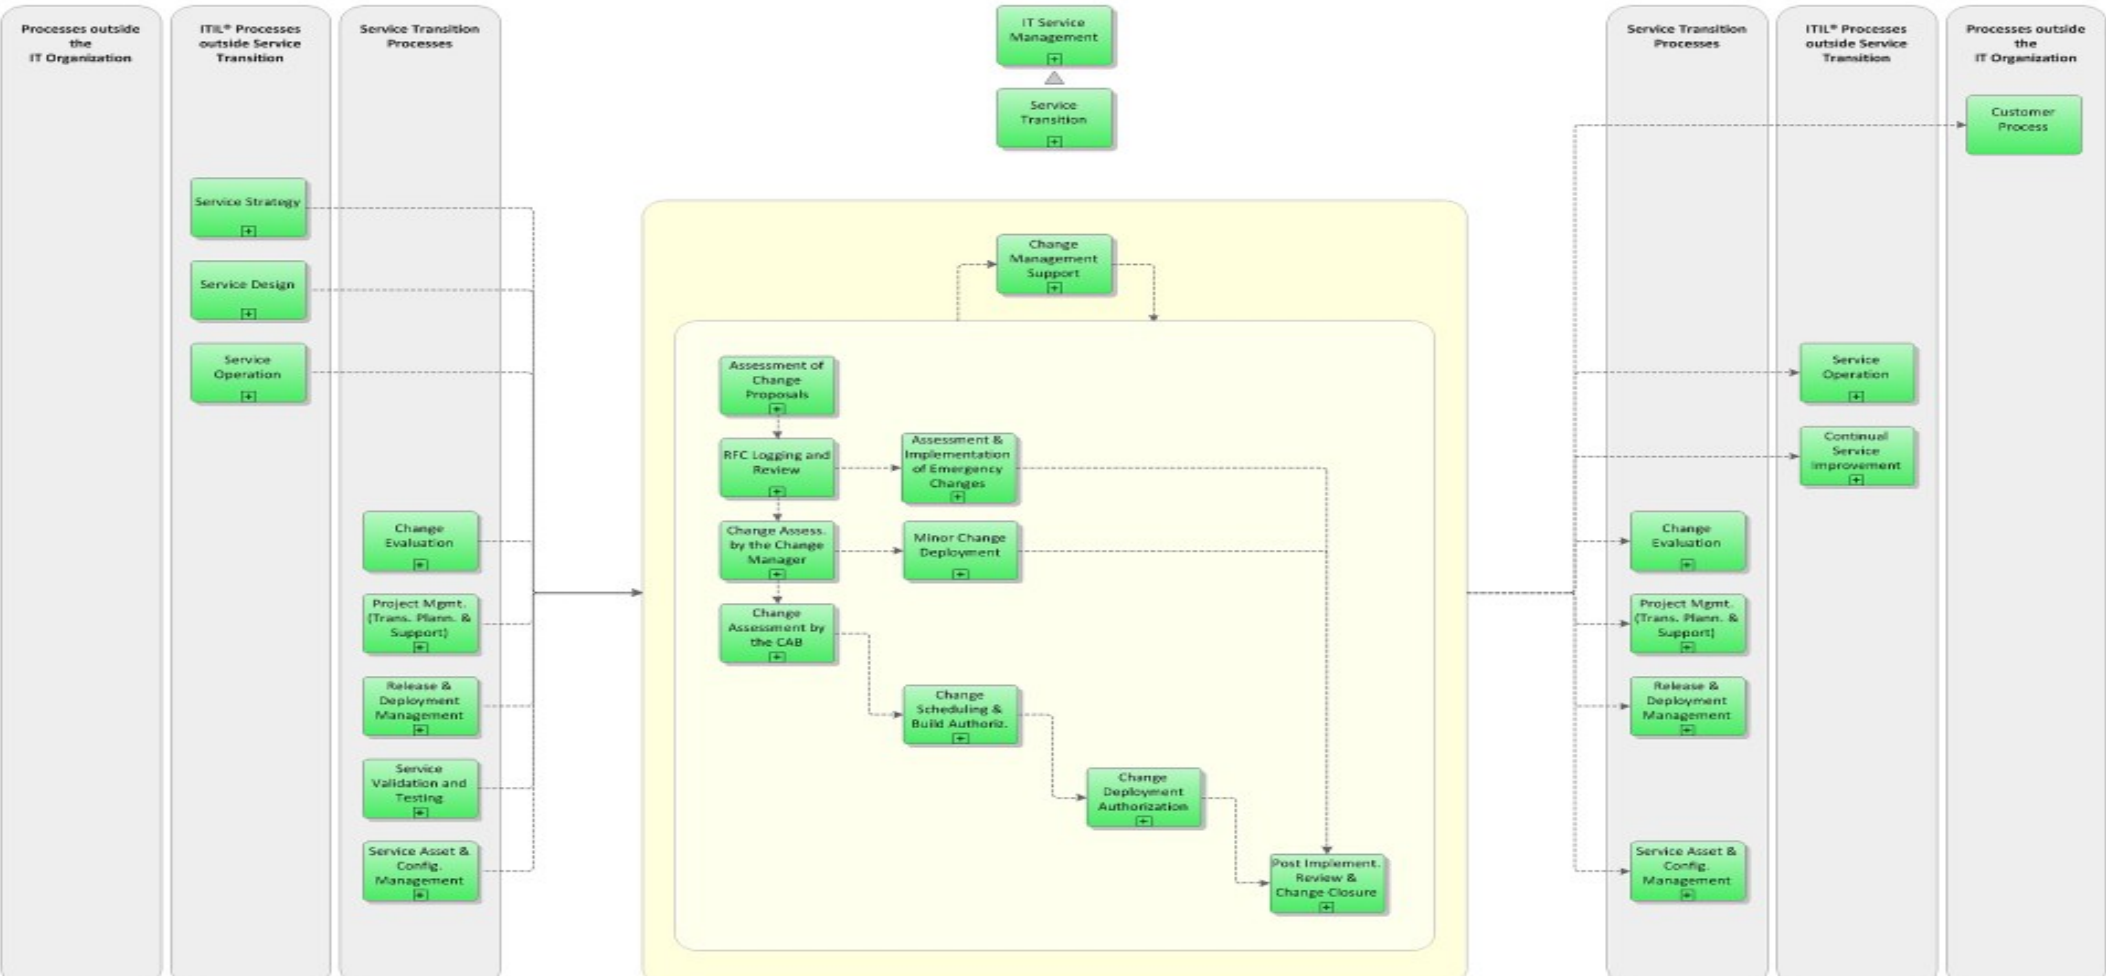 Processes outside
the
IT Organization
ITIL® Processes
outside Service
Transition
Service Transition
Processes
IT Service
Management
Service
Transition
Service Transition
Processes
ITIL® Processes
outside Service
Transition
Processes outside
the
IT Organization
Customer
Process
Service Strategy
Service Design
Service
Operation
Change
Evaluation
Project Mgmt.
(Trans. Plann. &
Support)
Release &
Deployment
Management
Service
Validation and
Testing
Service Asset &
Config.
Management
Change
Management
Support
Assessment of
Change
Proposals
RFC Logging and
Review
Assessment &
Implementation
of Emergency
Changes
Change Assess.
by the Change
Manager
Minor Change
Deployment
Change
Assessment by
the CAB
Change
Scheduling &
Build Authoriz.
Change
Deployment
Authorization
Post Implement.
Review &
Change Closure
Service
Operation
Continual
Service
Improvement
Change
Evaluation
Project Mgmt.
(Trans. Plann. &
Support)
Release &
Deployment
Management
Service Asset &
Config.
Management